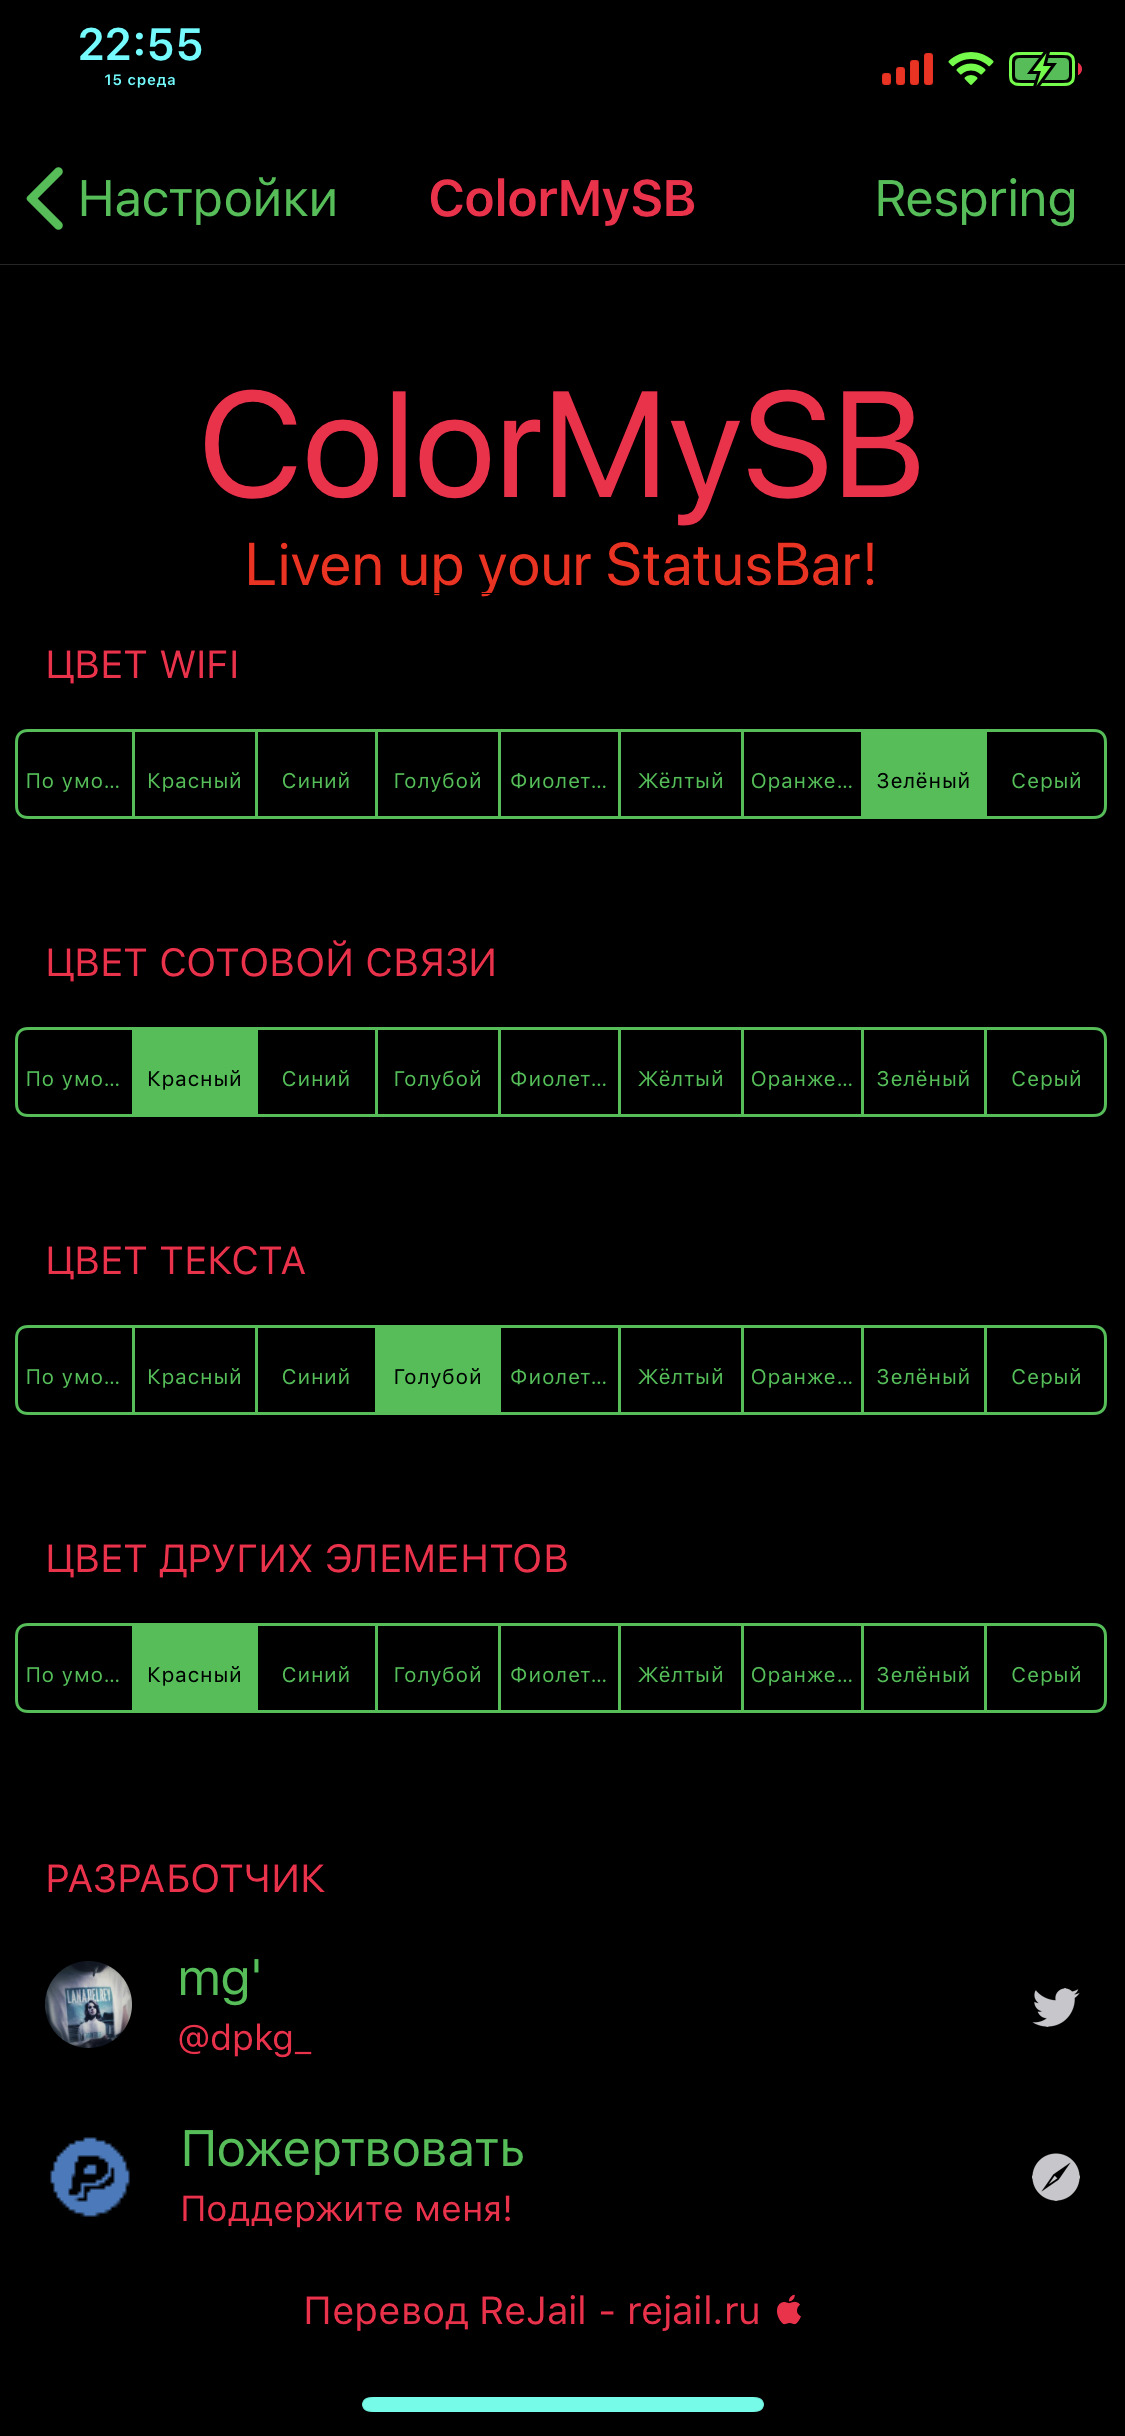 22:55
15 среда
Настройки ColorMySB Respring
ColorMySB
Liven up your StatusBar!
ЦВЕТ WIFI
По умо... Красный Синий Голубой Фиолет... Жёлтый Оранже... Зелёный Серый
ЦВЕТ СОТОВОЙ СВЯЗИ
По умо... Красный Синий Голубой Фиолет... Жёлтый Оранже... Зелёный Серый
ЦВЕТ ТЕКСТА
По умо... Красный Синий Голубой Фиолет... Жёлтый Оранже... Зелёный Серый
ЦВЕТ ДРУГИХ ЭЛЕМЕНТОВ
По умо... Красный Синий Голубой Фиолет... Жёлтый Оранже... Зелёный Серый
РАЗРАБОТЧИК
LANA DEL REY
mg'
@dpkg_
Пожертвовать
Поддержите меня!
Перевод ReJail - rejail.ru